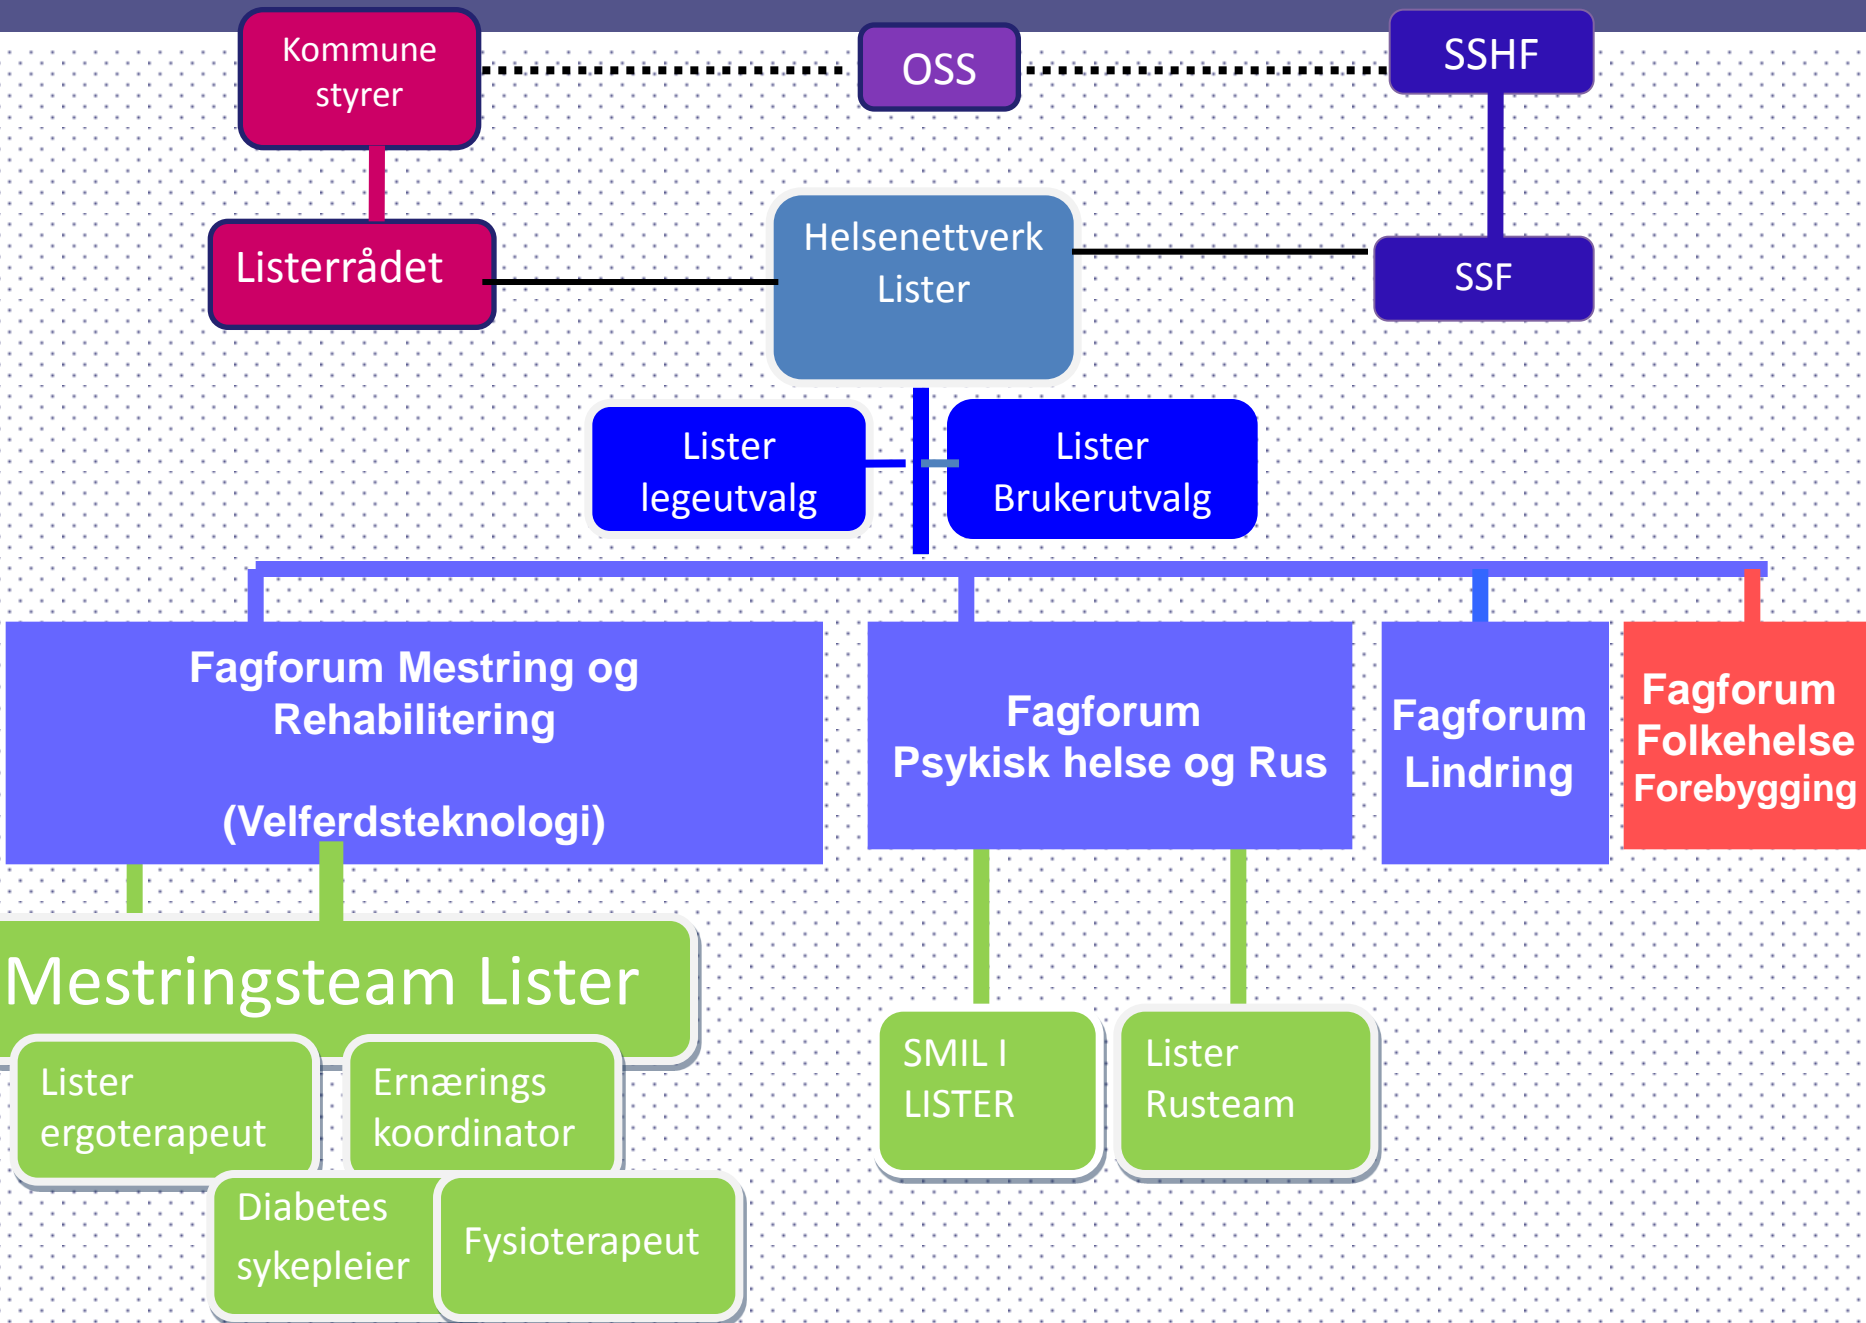 Kommune
styrer
OSS
SSHF
Listerrådet
Helsenettverk
Lister
SSF
Lister
legeutvalg
Lister
Brukerutvalg
Fagforum Mestring og
Rehabilitering
(Velferdsteknologi)
Fagforum
Psykisk helse og Rus
Fagforum
Lindring
Fagforum
Folkehelse
Forebygging
Mestringsteam Lister
Lister
ergoterapeut
Ernærings
koordinator
Diabetes
sykepleier
Fysioterapeut
SMIL I
LISTER
Lister
Rusteam